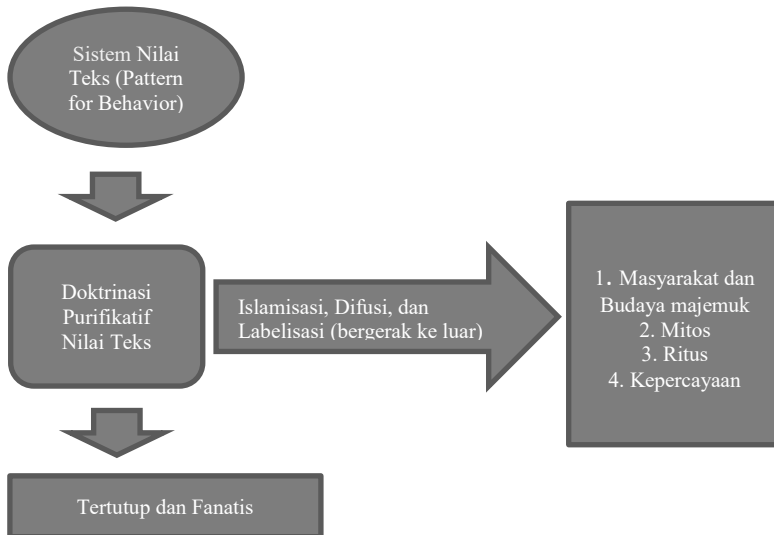 Sistem Nilai
Teks (Pattern
for Behavior)
Doktrinasi
Purifikatif
Nilai Teks
Islamisasi, Difusi, dan
Labelisasi (bergerak ke luar)
1. Masyarakat dan
Budaya majemuk
2. Mitos
3. Ritus
4. Kepercayaan
Tertutup dan Fanatis